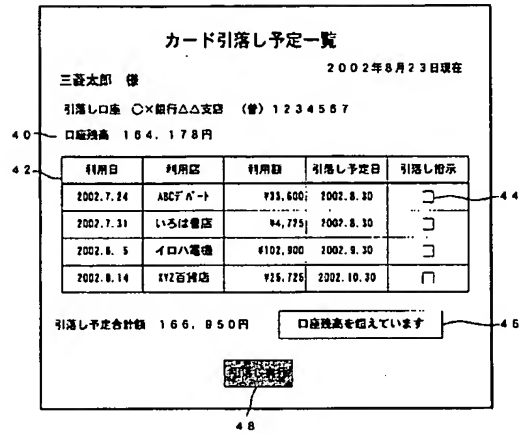 カード引落し予定一覧
2002年8月23日現在
三菱太郎 様
引落し口座 〇×銀行△△支店 (普) 1234567
40 口座残高 164,178円
42 利用日 利用店 利用額 引落し予定日 引落し指示
2002.7.24 ABCデパート ¥33,600 2002.8.30 44
2002.7.31 いろは書店 ¥4,725 2002.8.30
2002.8. 5 イロハ電機 ¥102,900 2002.9.30
2002.8.14 XYZ百貨店 ¥25,725 2002.10.30
引落し予定合計額 166,950円 口座残高を超えています 46
引落し実行
48